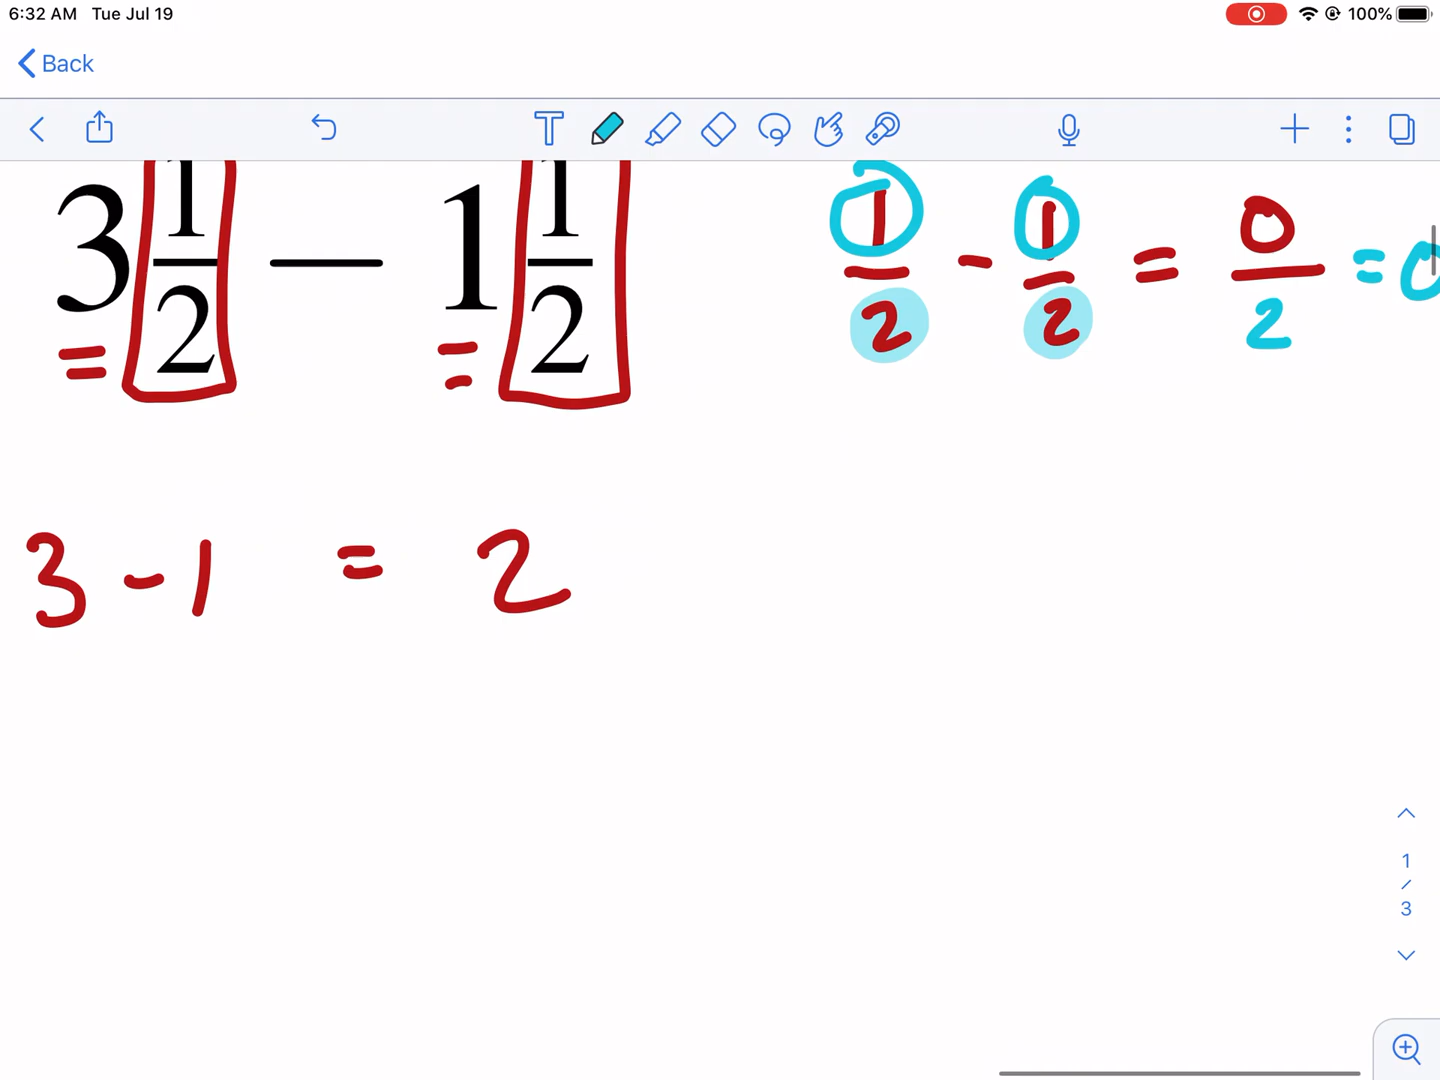 6:32 AM Tue Jul 19 100%
Back
3 1/2 — 1 1/2
1/2 - 1/2 = 0/2 = 0
= =
3 - 1 = 2
1
/
3